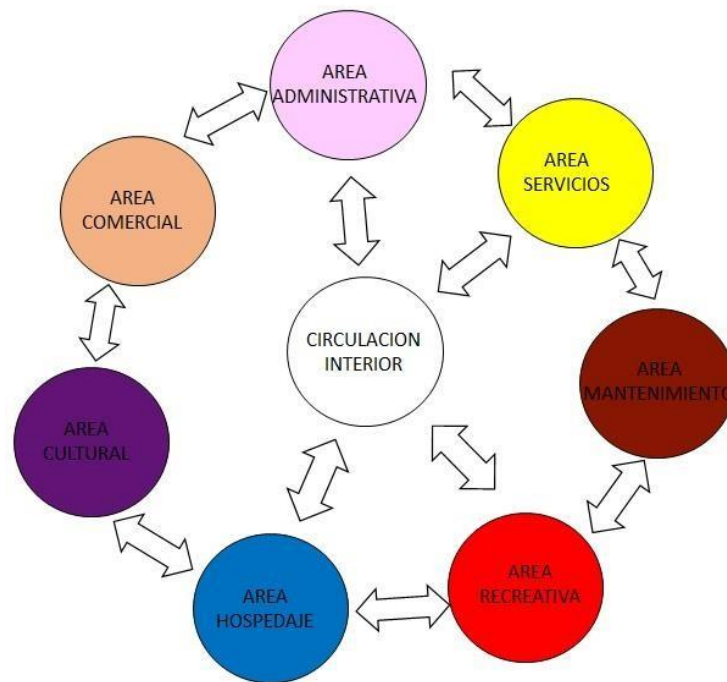 AREA
ADMINISTRATIVA
AREA
SERVICIOS
AREA
COMERCIAL
CIRCULACION
INTERIOR
AREA
MANTENIMIENTO
AREA
CULTURAL
AREA
RECREATIVA
AREA
HOSPEDAJE